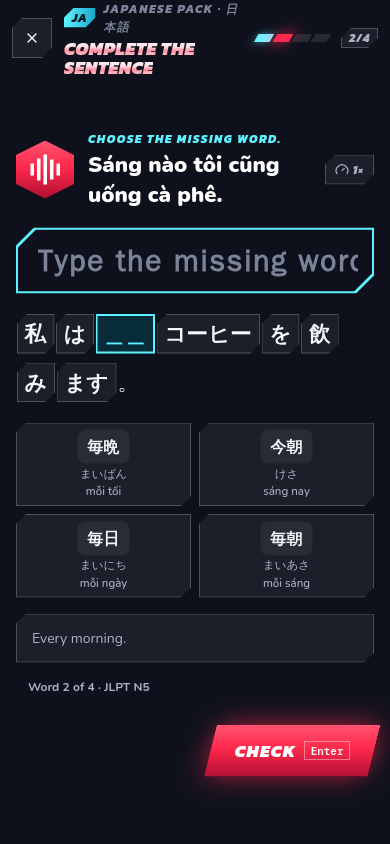 ×
JA
JAPANESE PACK · 日本語
COMPLETE THE SENTENCE
2/4
CHOOSE THE MISSING WORD.
Sáng nào tôi cũng uống cà phê.
1×
Type the missing word
私 は __ コーヒー を 飲
み ます 。
毎晩
まいばん
mỗi tối
今朝
けさ
sáng nay
毎日
まいにち
mỗi ngày
毎朝
まいあさ
mỗi sáng
Every morning.
Word 2 of 4 · JLPT N5
CHECK Enter